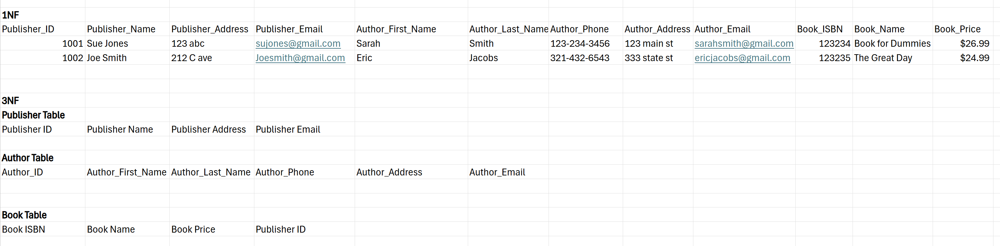 1NF
Publisher_ID Publisher_Name Publisher_Address Publisher_Email Author_First_Name Author_Last_Name Author_Phone Author_Address Author_Email Book_ISBN Book_Name Book_Price
1001 Sue Jones 123 abc sujones@gmail.com Sarah Smith 123-234-3456 123 main st sarahsmith@gmail.com 123234 Book for Dummies $26.99
1002 Joe Smith 212 C ave Joesmith@gmail.com Eric Jacobs 321-432-6543 333 state st ericjacobs@gmail.com 123235 The Great Day $24.99
3NF
Publisher Table
Publisher ID Publisher Name Publisher Address Publisher Email
Author Table
Author_ID Author_First_Name Author_Last_Name Author_Phone Author_Address Author_Email
Book Table
Book ISBN Book Name Book Price Publisher ID